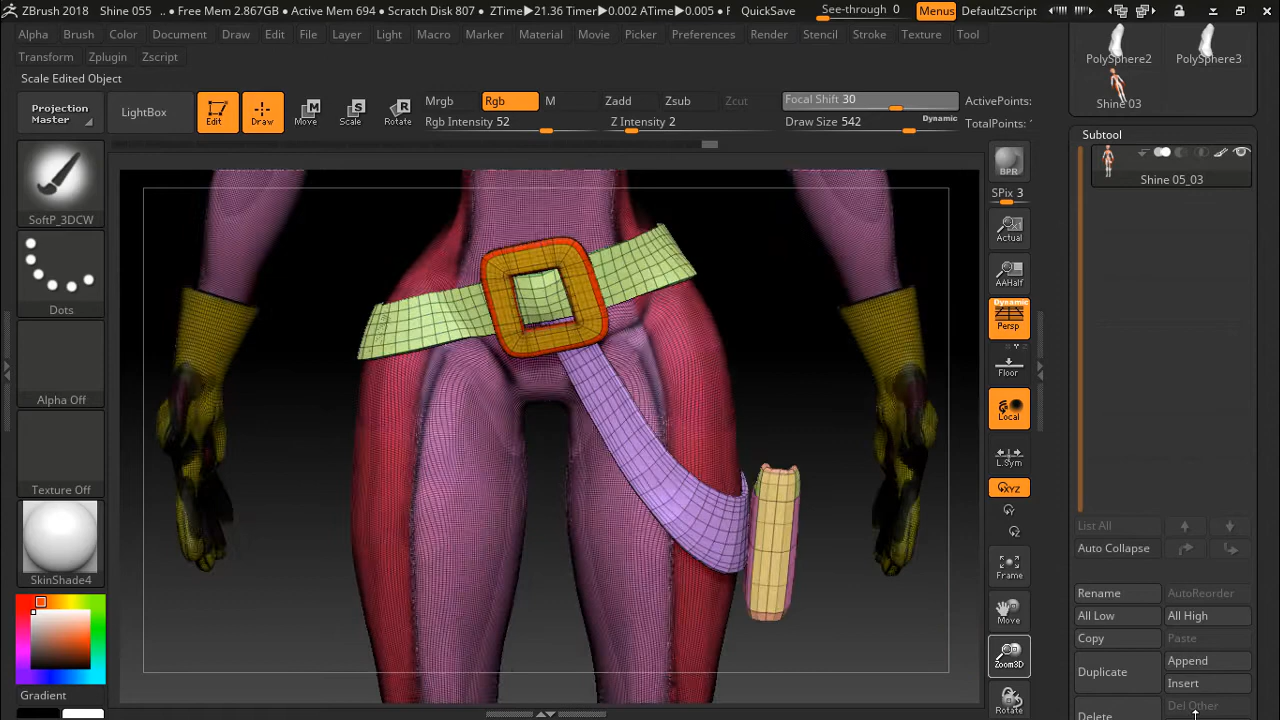 ZBrush 2018 Shine 055 .. • Free Mem 2.867GB • Active Mem 694 • Scratch Disk 807 • ZTime▶21.36 Timer▶0.002 ATime▶0.005 • F QuickSave See-through 0 Menus DefaultZScript
Alpha Brush Color Document Draw Edit File Layer Light Macro Marker Material Movie Picker Preferences Render Stencil Stroke Texture Tool
Transform Zplugin Zscript
Scale Edited Object
Projection
Master
LightBox
Edit
Draw
Move
Scale
Rotate
Mrgb Rgb M Zadd Zsub Zcut
Rgb Intensity 52 Z Intensity 2
Focal Shift 30
Draw Size 542 Dynamic
ActivePoints:
TotalPoints:
SoftP_3DCW
Dots
Alpha Off
Texture Off
SkinShade4
Gradient
BPR
SPix 3
Actual
AAHalf
Dynamic
Persp
Floor
Local
L.Sym
XYZ
Y
Z
Frame
Move
Zoom3D
Rotate
PolySphere2 PolySphere3
Shine 03
Subtool
Shine 05_03
List All
Auto Collapse
Rename AutoReorder
All Low All High
Copy Paste
Duplicate Append
Insert
Delete Del Other